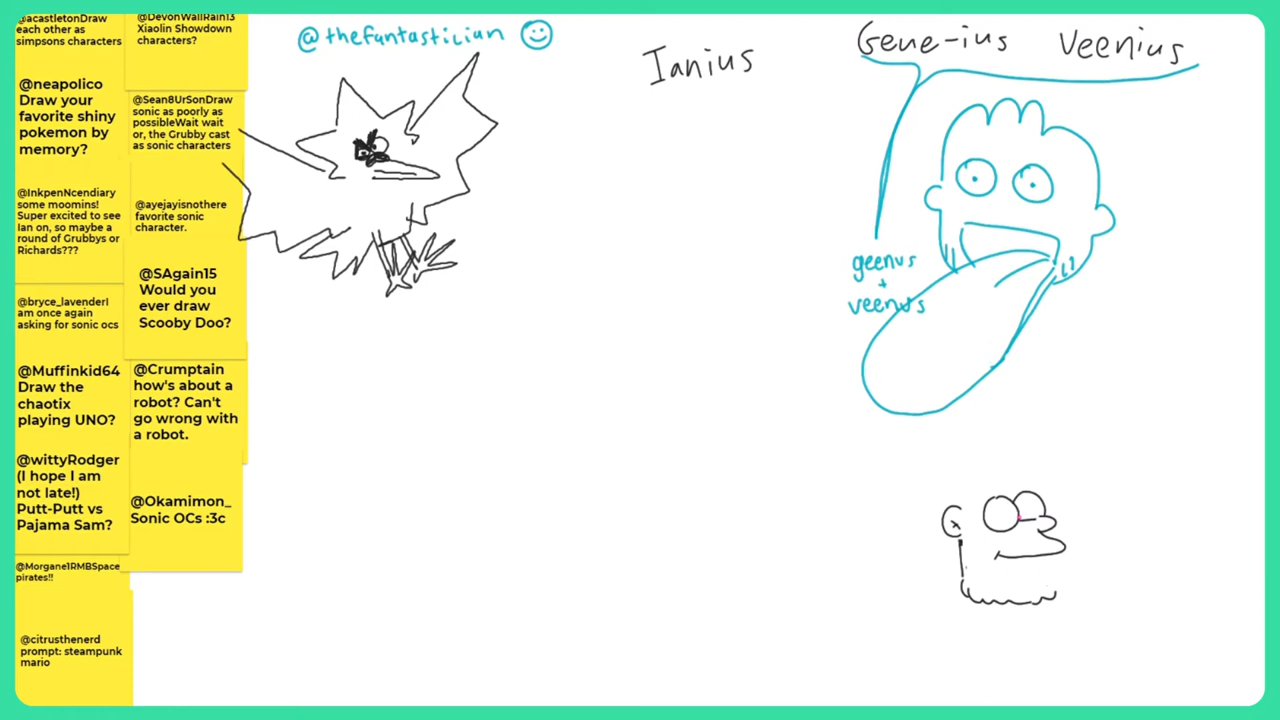 @acastletonDraw
each other as
simpsons characters
@DevonWallRain13
Xiaolin Showdown
characters?
@neapolico
Draw your
favorite shiny
pokemon by
memory?
@Sean8UrSonDraw
sonic as poorly as
possibleWait wait
or, the Grubby cast
as sonic characters
@InkpenNcendiary
some moomins!
Super excited to see
Ian on, so maybe a
round of Grubbys or
Richards???
@ayejayisnothere
favorite sonic
character.
@SAgain15
Would you
ever draw
Scooby Doo?
@bryce_lavenderI
am once again
asking for sonic ocs
@Muffinkid64
Draw the
chaotix
playing UNO?
@Crumptain
how's about a
robot? Can't
go wrong with
a robot.
@wittyRodger
(I hope I am
not late!)
Putt-Putt vs
Pajama Sam?
@Okamimon_
Sonic OCs :3c
@Morgane1RMBSpace
pirates!!
@citrusthenerd
prompt: steampunk
mario
@thefantastician
Ianius
Gene-ius Veenius
geenus
+
veenus